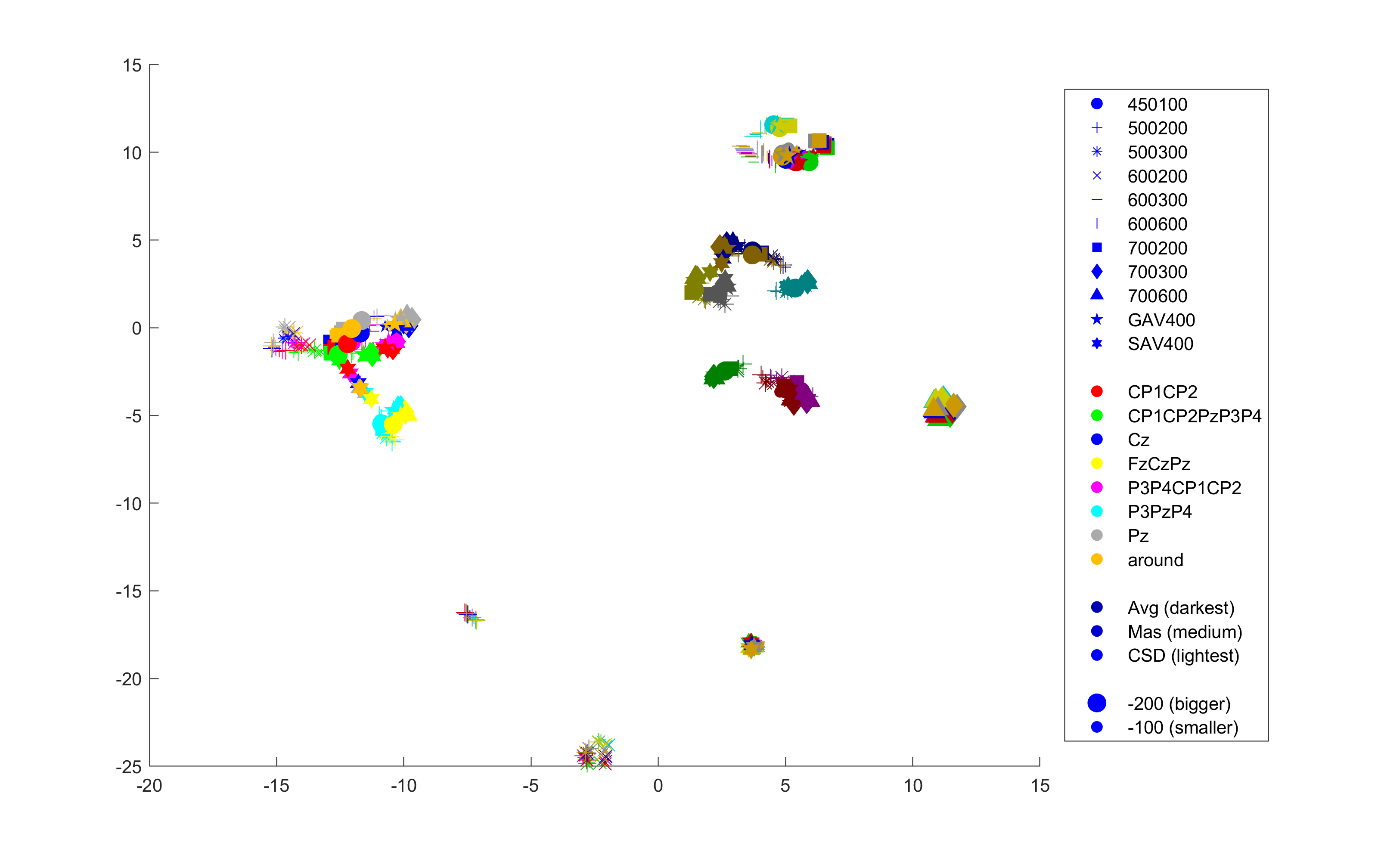 15
10
5
0
-5
-10
-15
-20
-25
-20
-15
-10
-5
0
5
10
15
450100
500200
500300
600200
600300
600600
700200
700300
700600
GAV400
SAV400
CP1CP2
CP1CP2PzP3P4
Cz
FzCzPz
P3P4CP1CP2
P3PzP4
Pz
around
Avg (darkest)
Mas (medium)
CSD (lightest)
-200 (bigger)
-100 (smaller)